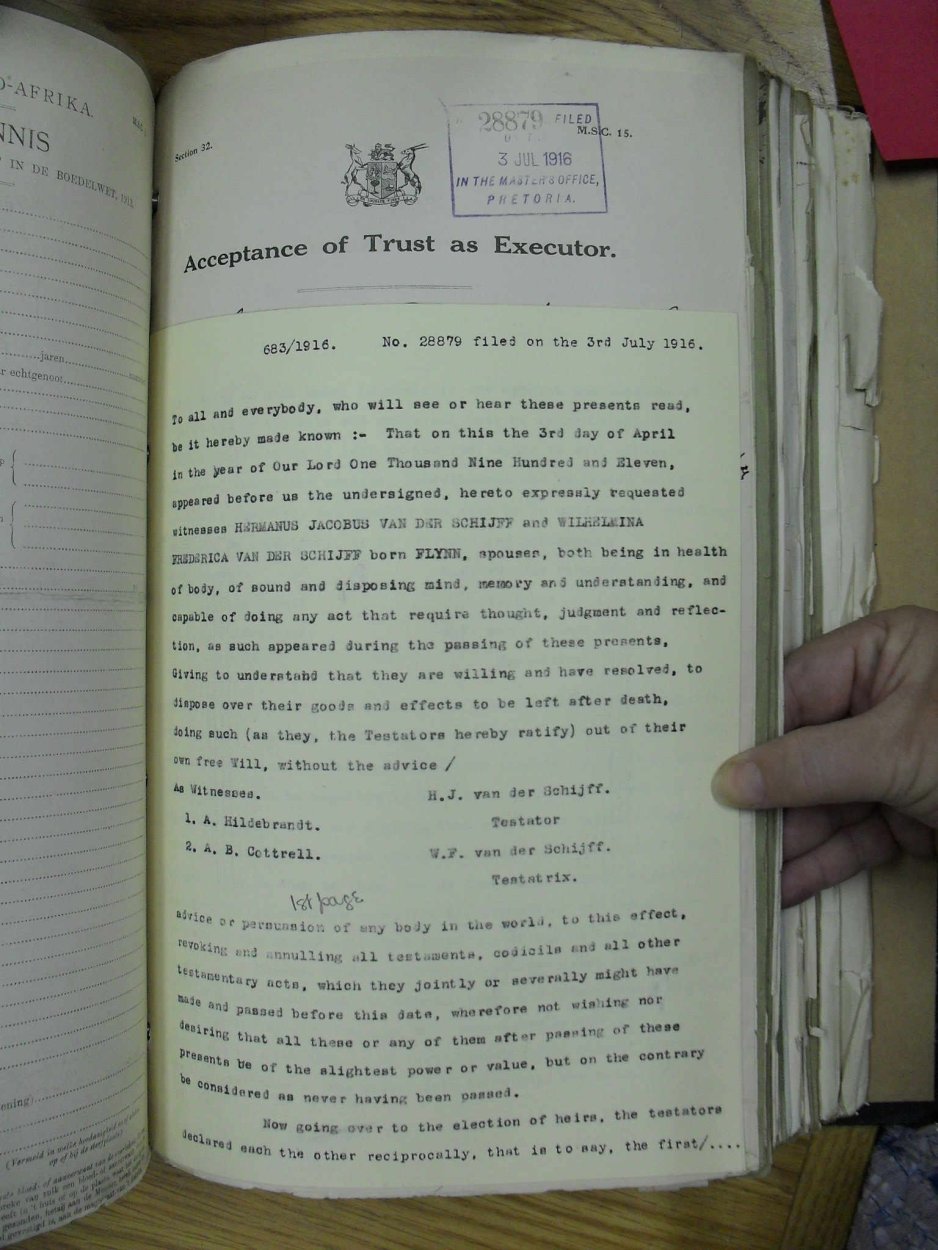 D-AFRIKA.
NNIS
IN DE BOEDELWET, 1913.
jaren
r echtgenoot
ening)
(Vermeld in welke hoedanigheid
op of bij de
Section 32.
28879 FILED
M.S.C. 15.
3 JUL 1916
IN THE MASTER'S OFFICE,
PRETORIA.
Acceptance of Trust as Executor.
683/1916. No. 28879 filed on the 3rd July 1916.
To all and everybody, who will see or hear these presents read,
be it hereby made known :- That on this the 3rd day of April
in the year of Our Lord One Thousand Nine Hundred and Eleven,
appeared before us the undersigned, hereto expressly requested
witnesses HERMANUS JACOBUS VAN DER SCHIJFF and WILHELMINA
FREDERICA VAN DER SCHIJFF born FLYNN, spouses, both being in health
of body, of sound and disposing mind, memory and understanding, and
capable of doing any act that require thought, judgment and reflec-
tion, as such appeared during the passing of these presents,
Giving to understand that they are willing and have resolved, to
dispose over their goods and effects to be left after death,
doing such (as they, the Testators hereby ratify) out of their
own free Will, without the advice /
As Witnesses. H.J. van der Schijff.
1. A. Hildebrandt. Testator
2. A. B. Cottrell. W.F. van der Schijff.
Testatrix.
1st page
advice or persuasion of any body in the world, to this effect,
revoking and annulling all testaments, codicils and all other
testamentary acts, which they jointly or severally might have
made and passed before this date, wherefore not wishing nor
desiring that all these or any of them after passing of these
presents be of the slightest power or value, but on the contrary
be considered as never having been passed.
Now going over to the election of heirs, the testators
declared each the other reciprocally, that is to say, the first/....